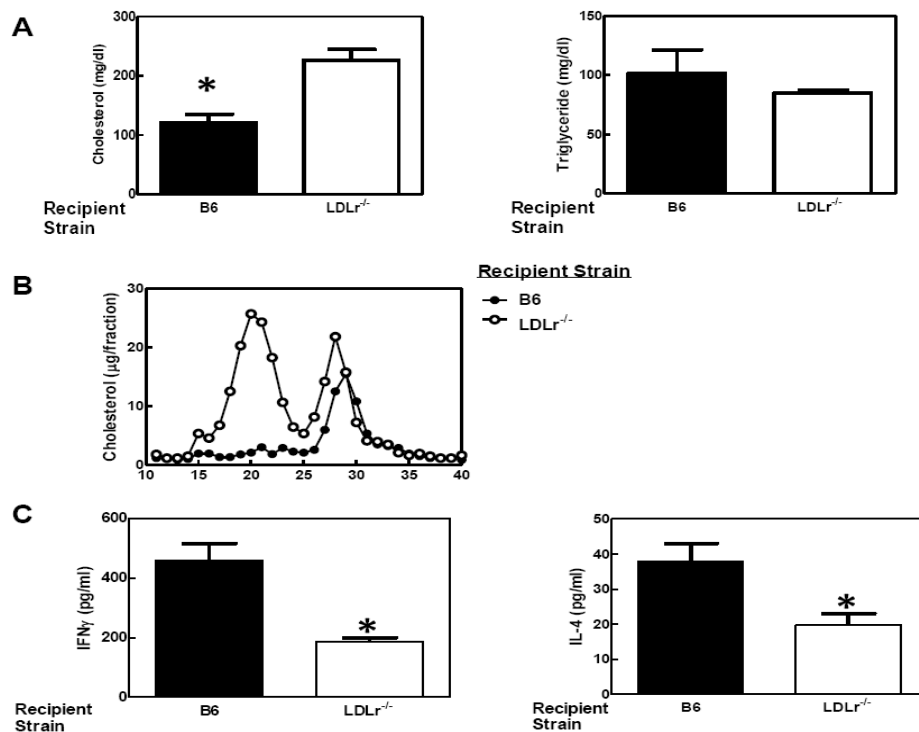 A
Cholesterol (mg/dl)
300
200
100
0
*
Recipient Strain
B6
LDLr-/-
Triglyceride (mg/dl)
150
100
50
0
Recipient Strain
B6
LDLr-/-
B
Cholesterol (µg/fraction)
30
20
10
0
10 15 20 25 30 35 40
Recipient Strain
B6
LDLr-/-
C
IFNγ (pg/ml)
600
400
200
0
*
Recipient Strain
B6
LDLr-/-
IL-4 (pg/ml)
50
40
30
20
10
0
*
Recipient Strain
B6
LDLr-/-